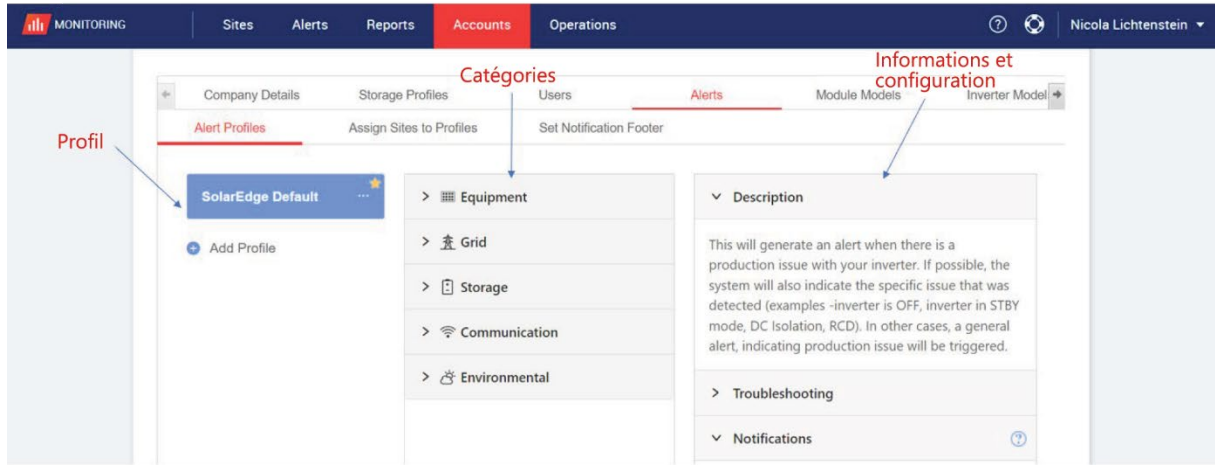 MONITORING
Sites
Alerts
Reports
Accounts
Operations
Nicola Lichtenstein
Catégories
Informations et
configuration
Company Details
Storage Profiles
Users
Alerts
Module Models
Inverter Model
Alert Profiles
Assign Sites to Profiles
Set Notification Footer
Profil
SolarEdge Default
...
Add Profile
Equipment
Grid
Storage
Communication
Environmental
Description
This will generate an alert when there is a
production issue with your inverter. If possible, the
system will also indicate the specific issue that was
detected (examples -inverter is OFF, inverter in STBY
mode, DC Isolation, RCD). In other cases, a general
alert, indicating production issue will be triggered.
Troubleshooting
Notifications